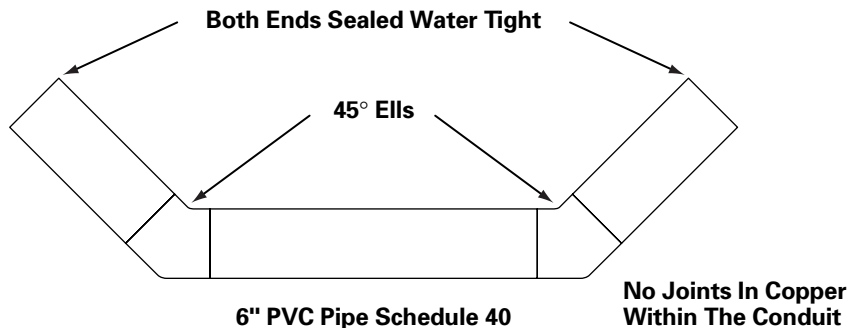 Both Ends Sealed Water Tight
45° Ells
6" PVC Pipe Schedule 40
No Joints In Copper
Within The Conduit